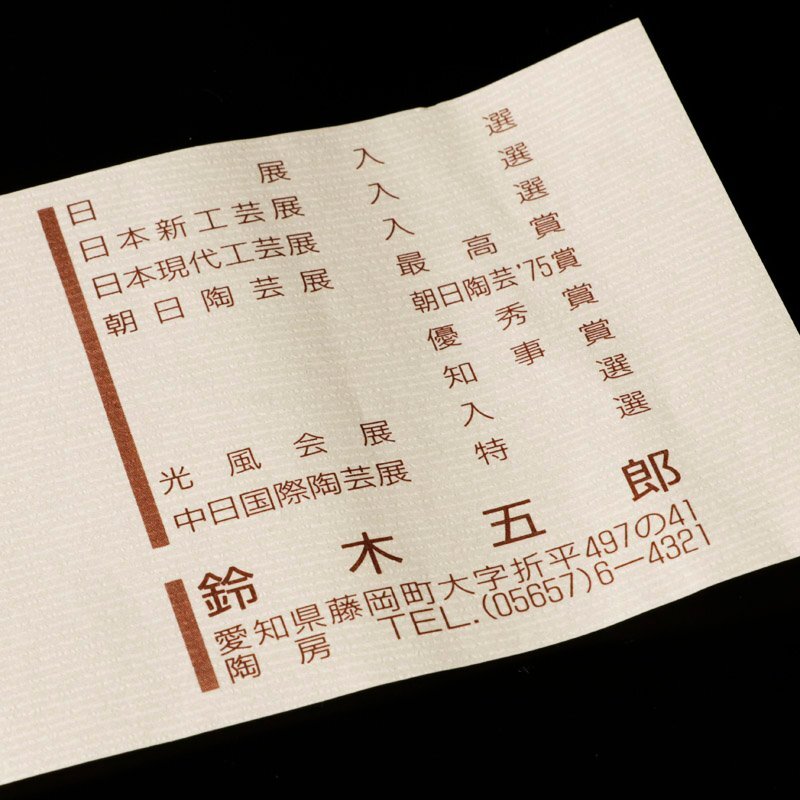 日展入選
日本新工芸展入選
日本現代工芸展入選
朝日陶芸展最高賞
朝日陶芸'75賞
優秀賞
知事賞
光風会展入選
中日国際陶芸展特選
鈴木五郎
愛知県藤岡町大字折平497の41
陶房 TEL.(05657)6-4321